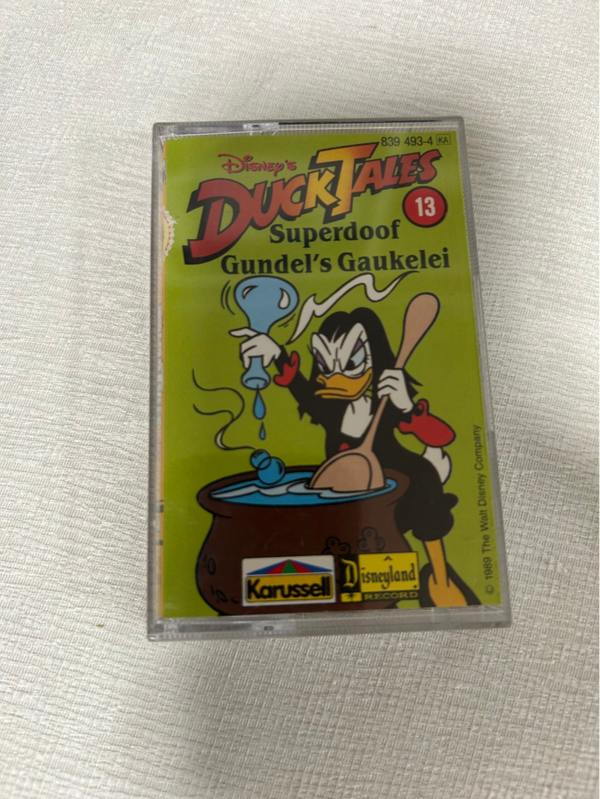 839 493-4 KA
Disney's
DUCKTALES
13
Superdoof
Gundel's Gaukelei
© 1989 The Walt Disney Company
Karussell
Disneyland
RECORD